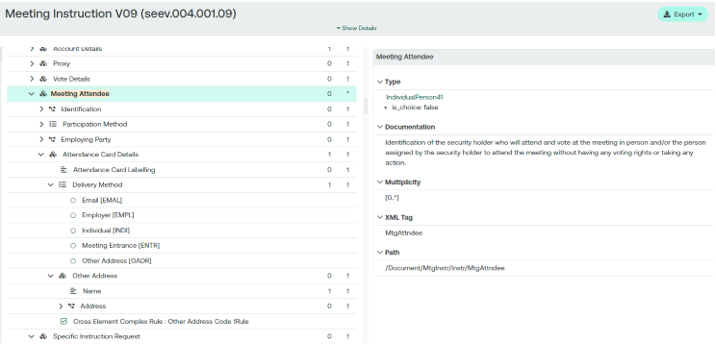 Meeting Instruction V09 (seev.004.001.09)
Export
Show Details
Account Details 1 1
Proxy 0 1
Vote Details 0 1
Meeting Attendee 0 *
Identification 0 1
Participation Method 0 1
Employing Party 0 1
Attendance Card Details 1 1
Attendance Card Labelling 0 1
Delivery Method 1 1
Email [EMAL]
Employer [EMPL]
Individual [INDI]
Meeting Entrance [ENTR]
Other Address [OADR]
Other Address 0 1
Name 1 1
Address 0 1
Cross Element Complex Rule : Other Address Code 1Rule
Specific Instruction Request 0 1
Meeting Attendee
Type
IndividualPerson41
• is_choice: false
Documentation
Identification of the security holder who will attend and vote at the meeting in person and/or the person
assigned by the security holder to attend the meeting without having any voting rights or taking any
action.
Multiplicity
[0..*]
XML Tag
MtgAttndee
Path
/Document/MtgInstr/Instr/MtgAttndee